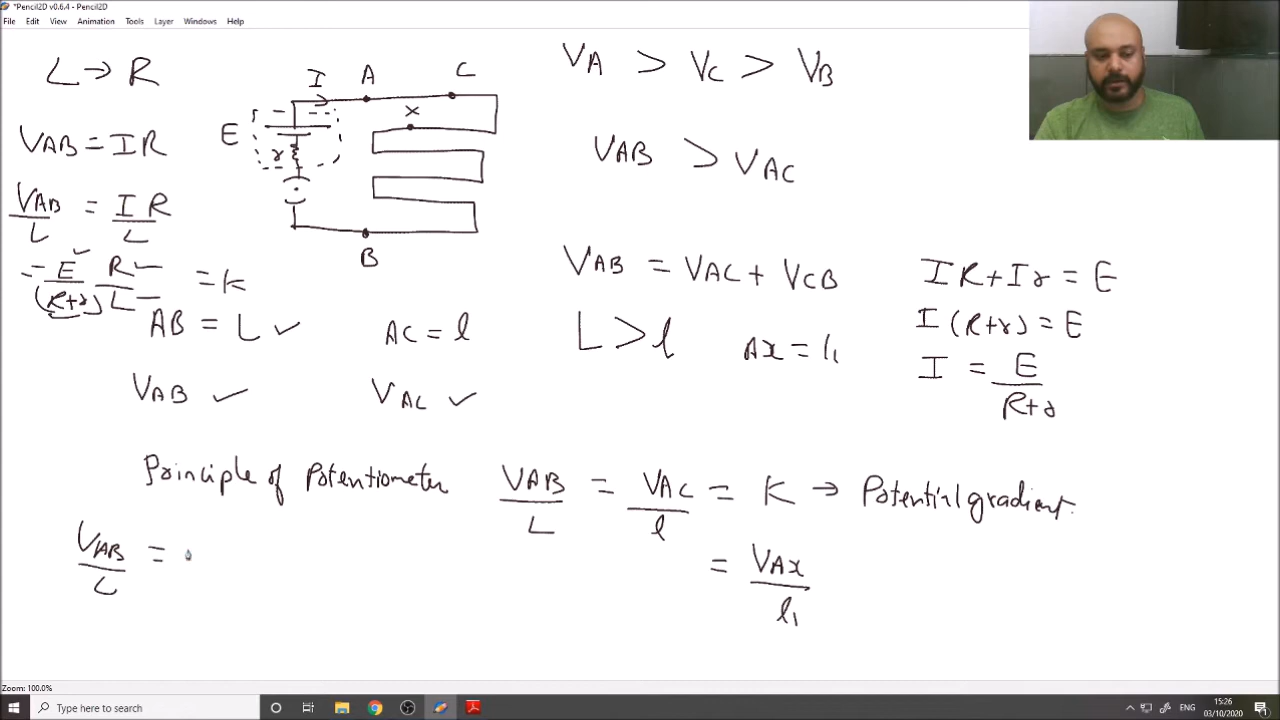 *Pencil2D v0.6.4 - Pencil2D
File Edit View Animation Tools Layer Windows Help
L → R
I A C
VA > VC > VB
x
E
r
VAB = IR
VAB > VAC
VAB/L = IR/L
B
= E/(R+r) R/L = K
VAB = VAC + VCB
IR + Ir = E
AB = L ✓ AC = l
L > l Ax = l1
I (R+r) = E
VAB ✓ VAC ✓
I = E/R+r
Principle of Potentiometer VAB/L = VAC/l = K → Potential gradient.
VAB/L =
= VAx/l1
Zoom: 100.0%
Type here to search
ENG
15:26
03/10/2020